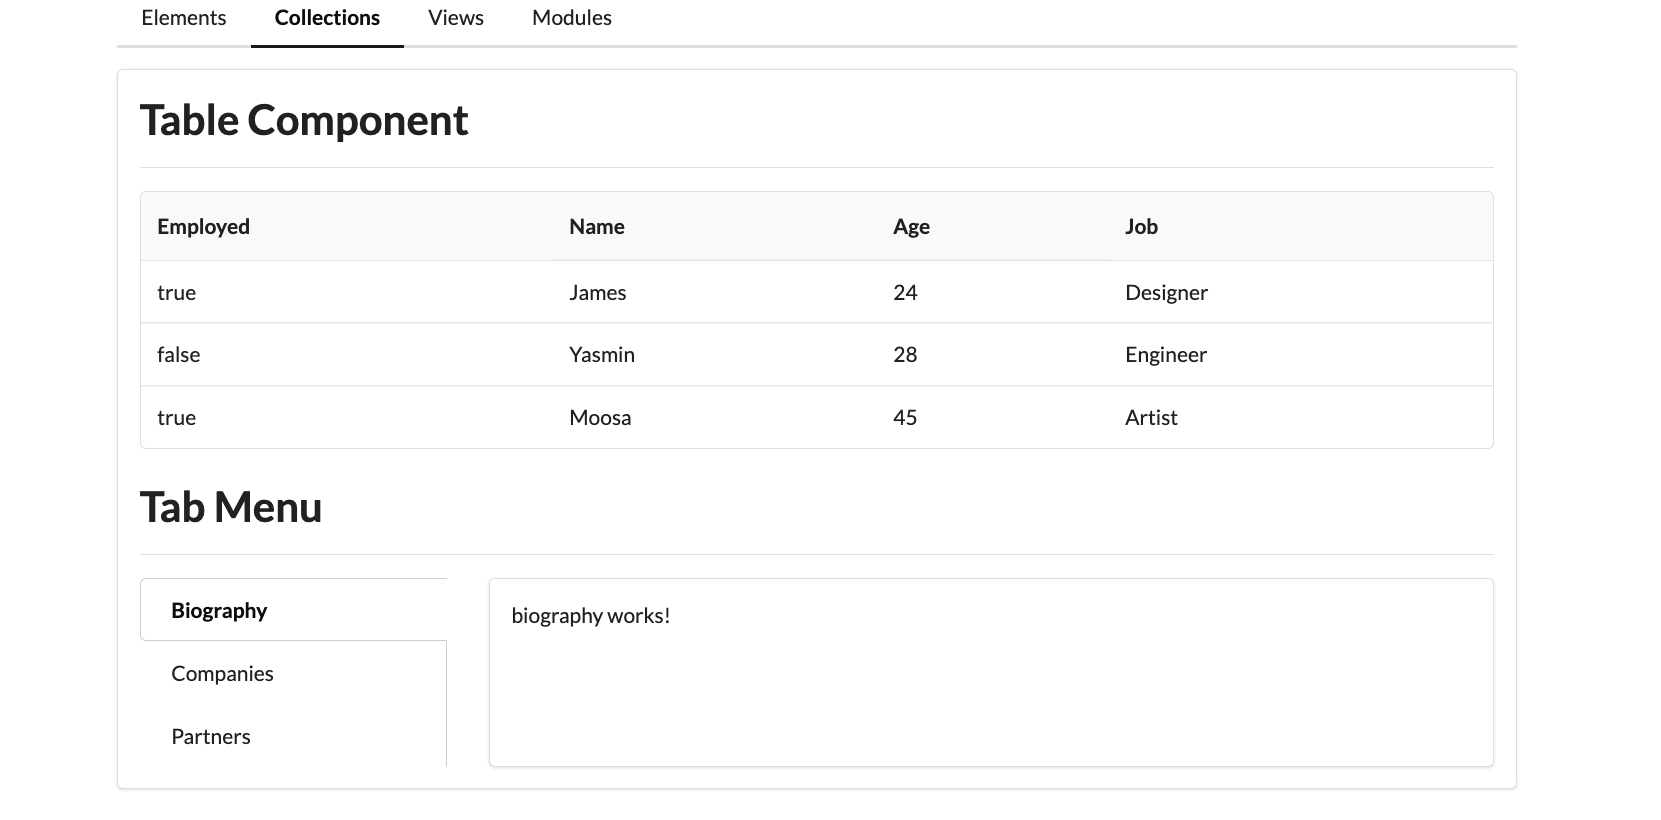 Elements Collections Views Modules
Table Component
Employed Name Age Job
true James 24 Designer
false Yasmin 28 Engineer
true Moosa 45 Artist
Tab Menu
Biography
Companies
Partners
biography works!